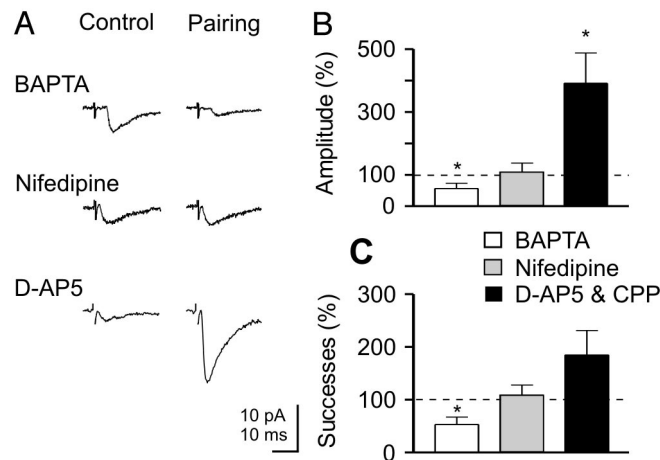 A
Control
Pairing
BAPTA
Nifedipine
D-AP5
10 pA
10 ms
B
Amplitude (%)
500
300
100
0
*
*
C
BAPTA
Nifedipine
D-AP5 & CPP
Successes (%)
300
200
100
0
*